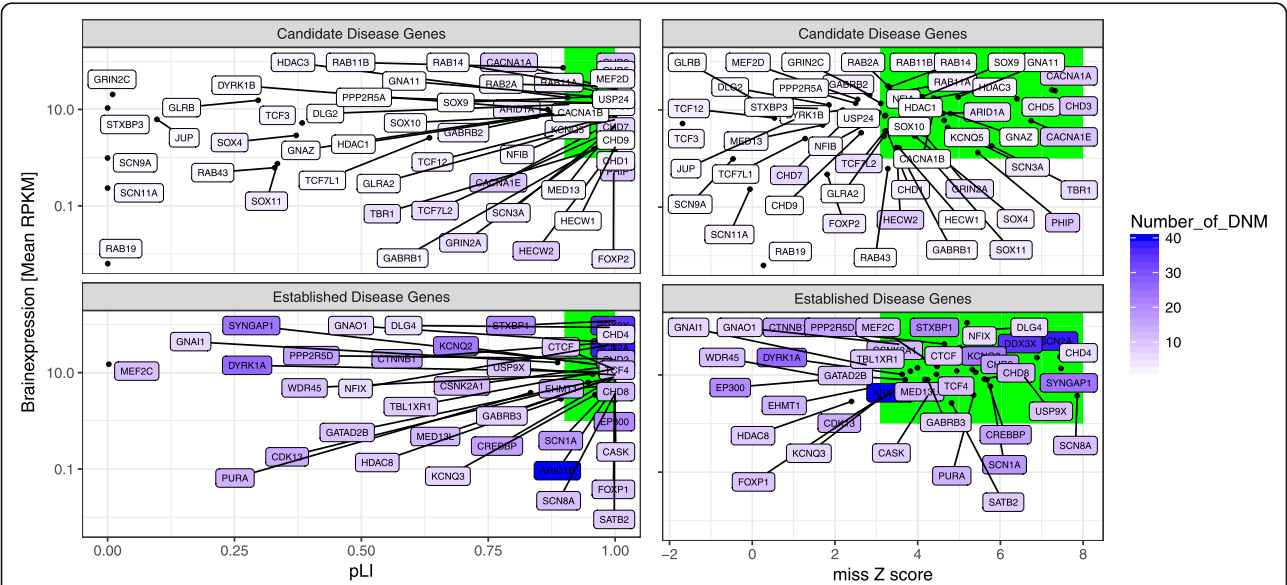 Candidate Disease Genes
HDAC3 RAB11B RAB14 CACNA1A
GRIN2C DYRK1B GNA11 RAB2A RAB11A MEF2D
PPP2R5A SOX9 USP24
GLRB TCF3 DLG2 ARID1A CACNA1B
STXBP3 JUP SOX4 SOX10 GABRB2 KCNQ5 CHD7
GNAZ HDAC1 CHD9
SCN9A RAB43 TCF7L1 TCF12 NFIB CHD1
SCN11A SOX11 GLRA2 CACNA1E MED13 PHIP
TBR1 TCF7L2 SCN3A HECW1
RAB19 GABRB1 GRIN2A HECW2 FOXP2
10.0
0.1
Candidate Disease Genes
GLRB MEF2D GRIN2C RAB2A RAB11B RAB14 SOX9 GNA11
DLG2 PPP2R5A GABRB2 RAB11A HDAC3 CACNA1A
TCF12 STXBP3 DYRK1B USP24 HDAC1 ARID1A CHD5 CHD3
TCF3 MED13 NFIB SOX10 KCNQ5 GNAZ CACNA1E
JUP TCF7L1 CHD7 TCF7L2 CACNA1B SCN3A
SCN9A CHD9 GLRA2 CHD1 GRIN2A TBR1
SCN11A FOXP2 HECW2 HECW1 SOX4 PHIP
RAB19 RAB43 GABRB1 SOX11
Established Disease Genes
SYNGAP1 GNAO1 DLG4 STXBP1 CHD4
GNAI1 PPP2R5D CTNNB1 KCNQ2 CTCF
MEF2C DYRK1A USP9X TCF4
WDR45 NFIX CSNK2A1 EHMT1 CHD8
TBL1XR1 GABRB3 EP300
GATAD2B MED13L CREBBP SCN1A CASK
CDK13 HDAC8 ARID1B
PURA KCNQ3 SCN8A FOXP1
SATB2
10.0
0.1
0.00 0.25 0.50 0.75 1.00
pLI
Established Disease Genes
GNAI1 GNAO1 CTNNB1 PPP2R5D MEF2C STXBP1 NFIX DLG4
WDR45 DYRK1A TBL1XR1 CTCF KCNQ2 DDX3X SCN2A CHD4
EP300 GATAD2B MED13L TCF4 CHD8 SYNGAP1
EHMT1 CDK13 GABRB3 USP9X
HDAC8 KCNQ3 CASK CREBBP SCN8A
FOXP1 PURA SCN1A
SATB2
−2 0 2 4 6 8
miss Z score
Brainexpression [Mean RPKM]
Number_of_DNM
40
30
20
10